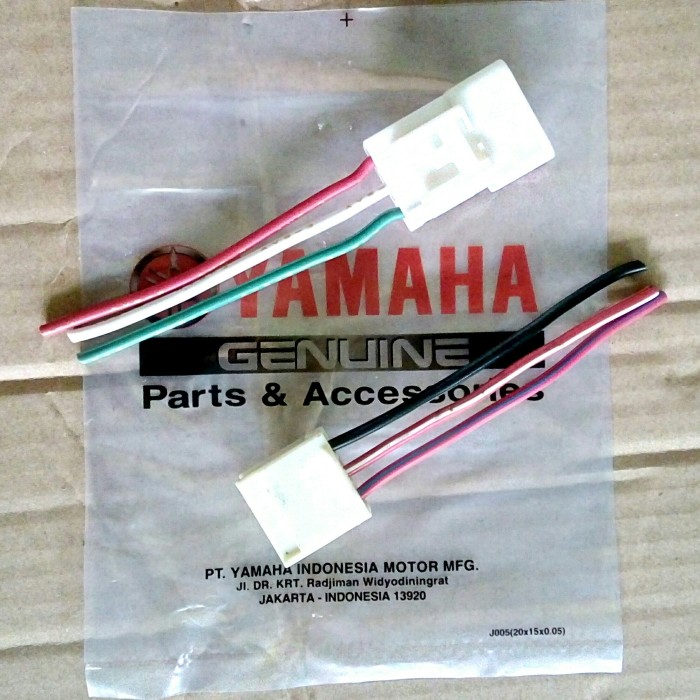 YAMAHA
GENUINE
Parts & Accessories
PT. YAMAHA INDONESIA MOTOR MFG.
Jl. DR. KRT. Radjiman Widyodiningrat
JAKARTA - INDONESIA 13920
J005(20x15x0.05)